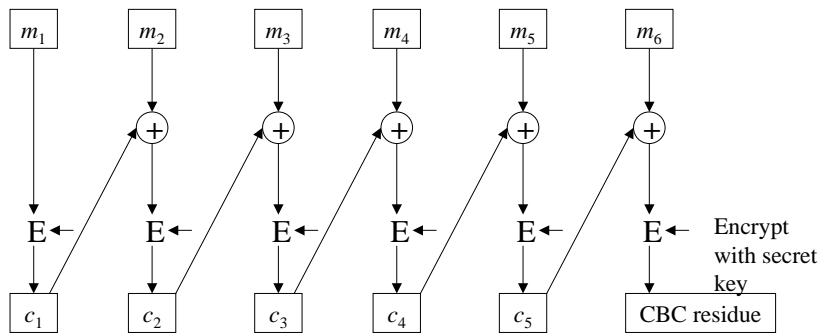 m₁ m₂ m₃ m₄ m₅ m₆
+ + + + +
E E E E E E
Encrypt
with secret
key
c₁ c₂ c₃ c₄ c₅ CBC residue